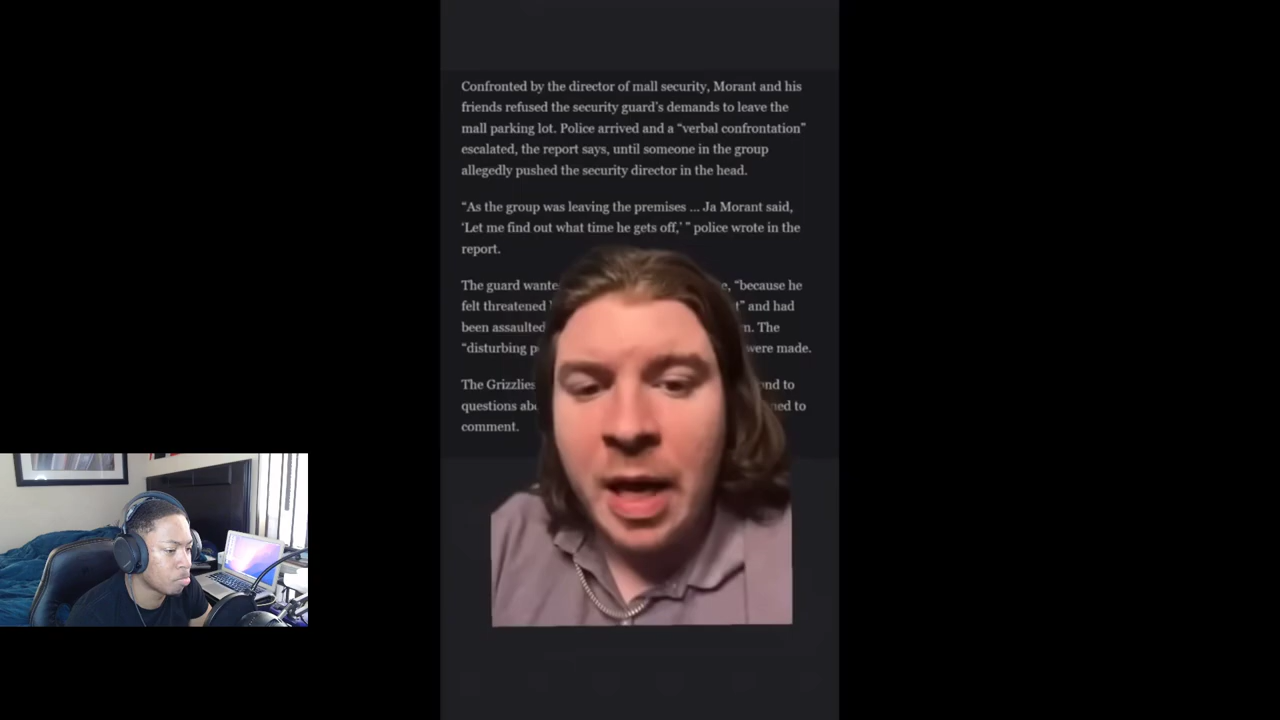 Confronted by the director of mall security, Morant and his
friends refused the security guard's demands to leave the
mall parking lot. Police arrived and a “verbal confrontation”
escalated, the report says, until someone in the group
allegedly pushed the security director in the head.
“As the group was leaving the premises ... Ja Morant said,
‘Let me find out what time he gets off,’ ” police wrote in the
report.
The guard wante e, “because he
felt threatened t” and had
been assaulted n. The
“disturbing p were made.
The Grizzlies nd to
questions ab ned to
comment.